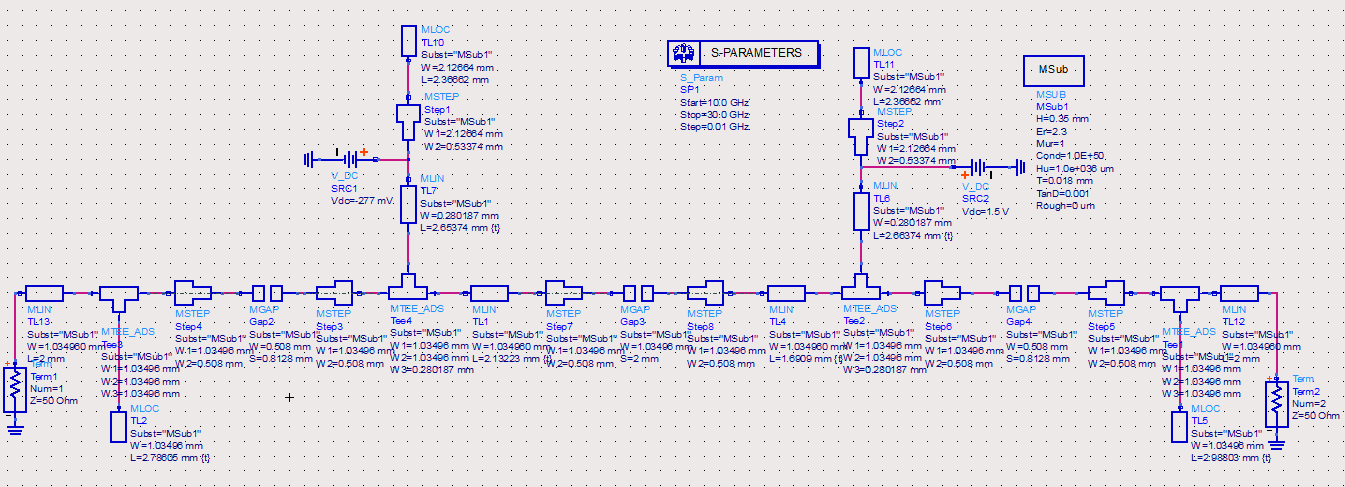 MLOC
TL10
Subst="MSub1"
W=2.12664 mm
L=2.36662 mm
MSTEP
Step1
Subst="MSub1"
W1=2.12664 mm
W2=0.53374 mm
V_DC
SRC1
Vdc=-277 mV
MLIN
TL7
Subst="MSub1"
W=0.280187 mm
L=2.65374 mm {t}
S-PARAMETERS
S_Param
SP1
Start=10.0 GHz
Stop=30.0 GHz
Step=0.01 GHz
MLOC
TL11
Subst="MSub1"
W=2.12664 mm
L=2.36662 mm
MSTEP
Step2
Subst="MSub1"
W1=2.12664 mm
W2=0.53374 mm
V_DC
SRC2
Vdc=1.5 V
MLIN
TL6
Subst="MSub1"
W=0.280187 mm
L=2.66374 mm {t}
MSub
MSUB
MSub1
H=0.35 mm
Er=2.3
Mur=1
Cond=1.0E+50
Hu=1.0e+036 um
T=0.018 mm
TanD=0.001
Rough=0 um
MLIN
TL13
Subst="MSub1"
W=1.034960 mm
L=2 mm
MTEE_ADS
Tee3
Subst="MSub1"
W1=1.03496 mm
W2=1.03496 mm
W3=1.03496 mm
MSTEP
Step4
Subst="MSub1"
W1=1.03496 mm
W2=0.508 mm
MGAP
Gap2
Subst="MSub1"
W=0.508 mm
S=0.8128 mm
MSTEP
Step3
Subst="MSub1"
W1=1.03496 mm
W2=0.508 mm
MTEE_ADS
Tee4
Subst="MSub1"
W1=1.03496 mm
W2=1.03496 mm
W3=0.280187 mm
MLIN
TL1
Subst="MSub1"
W=1.034960 mm
L=2.13223 mm {t}
MSTEP
Step7
Subst="MSub1"
W1=1.03496 mm
W2=0.508 mm
MGAP
Gap3
Subst="MSub1"
W=0.508 mm
S=2 mm
MSTEP
Step8
Subst="MSub1"
W1=1.03496 mm
W2=0.508 mm
MLIN
TL4
Subst="MSub1"
W=1.034960 mm
L=1.6909 mm {t}
MTEE_ADS
Tee2
Subst="MSub1"
W1=1.03496 mm
W2=1.03496 mm
W3=0.280187 mm
MSTEP
Step6
Subst="MSub1"
W1=1.03496 mm
W2=0.508 mm
MGAP
Gap4
Subst="MSub1"
W=0.508 mm
S=0.8128 mm
MSTEP
Step5
Subst="MSub1"
W1=1.03496 mm
W2=0.508 mm
MTEE_ADS
Subst="MSub1"
W1=1.03496 mm
W2=1.03496 mm
W3=1.03496 mm
MLIN
TL12
Subst="MSub1"
W=1.034960 mm
L=2 mm
Term
Term1
Num=1
Z=50 Ohm
MLOC
TL2
Subst="MSub1"
W=1.03496 mm
L=2.78605 mm {t}
MLOC
TL5
Subst="MSub1"
W=1.03496 mm
L=2.98803 mm {t}
Term
Term2
Num=2
Z=50 Ohm